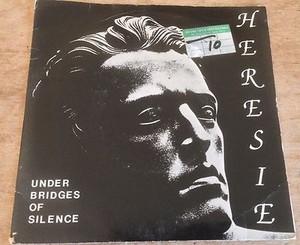 HERESIE
10
UNDER
BRIDGES
OF
SILENCE